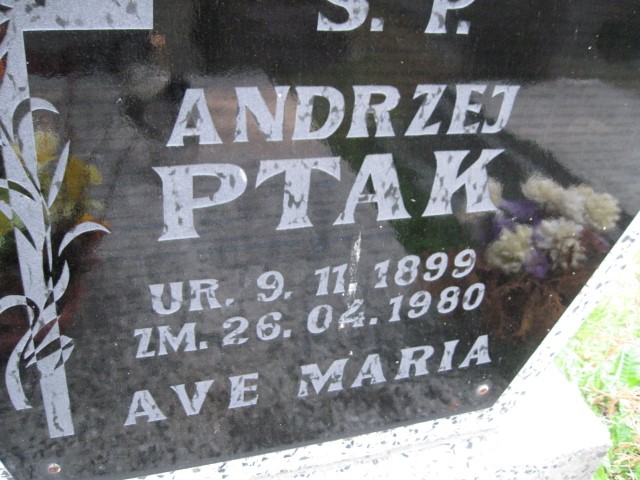 Ś. P.
ANDRZEJ
PTAK
UR. 9. 11. 1899
ZM. 26. 04. 1980
AVE MARIA